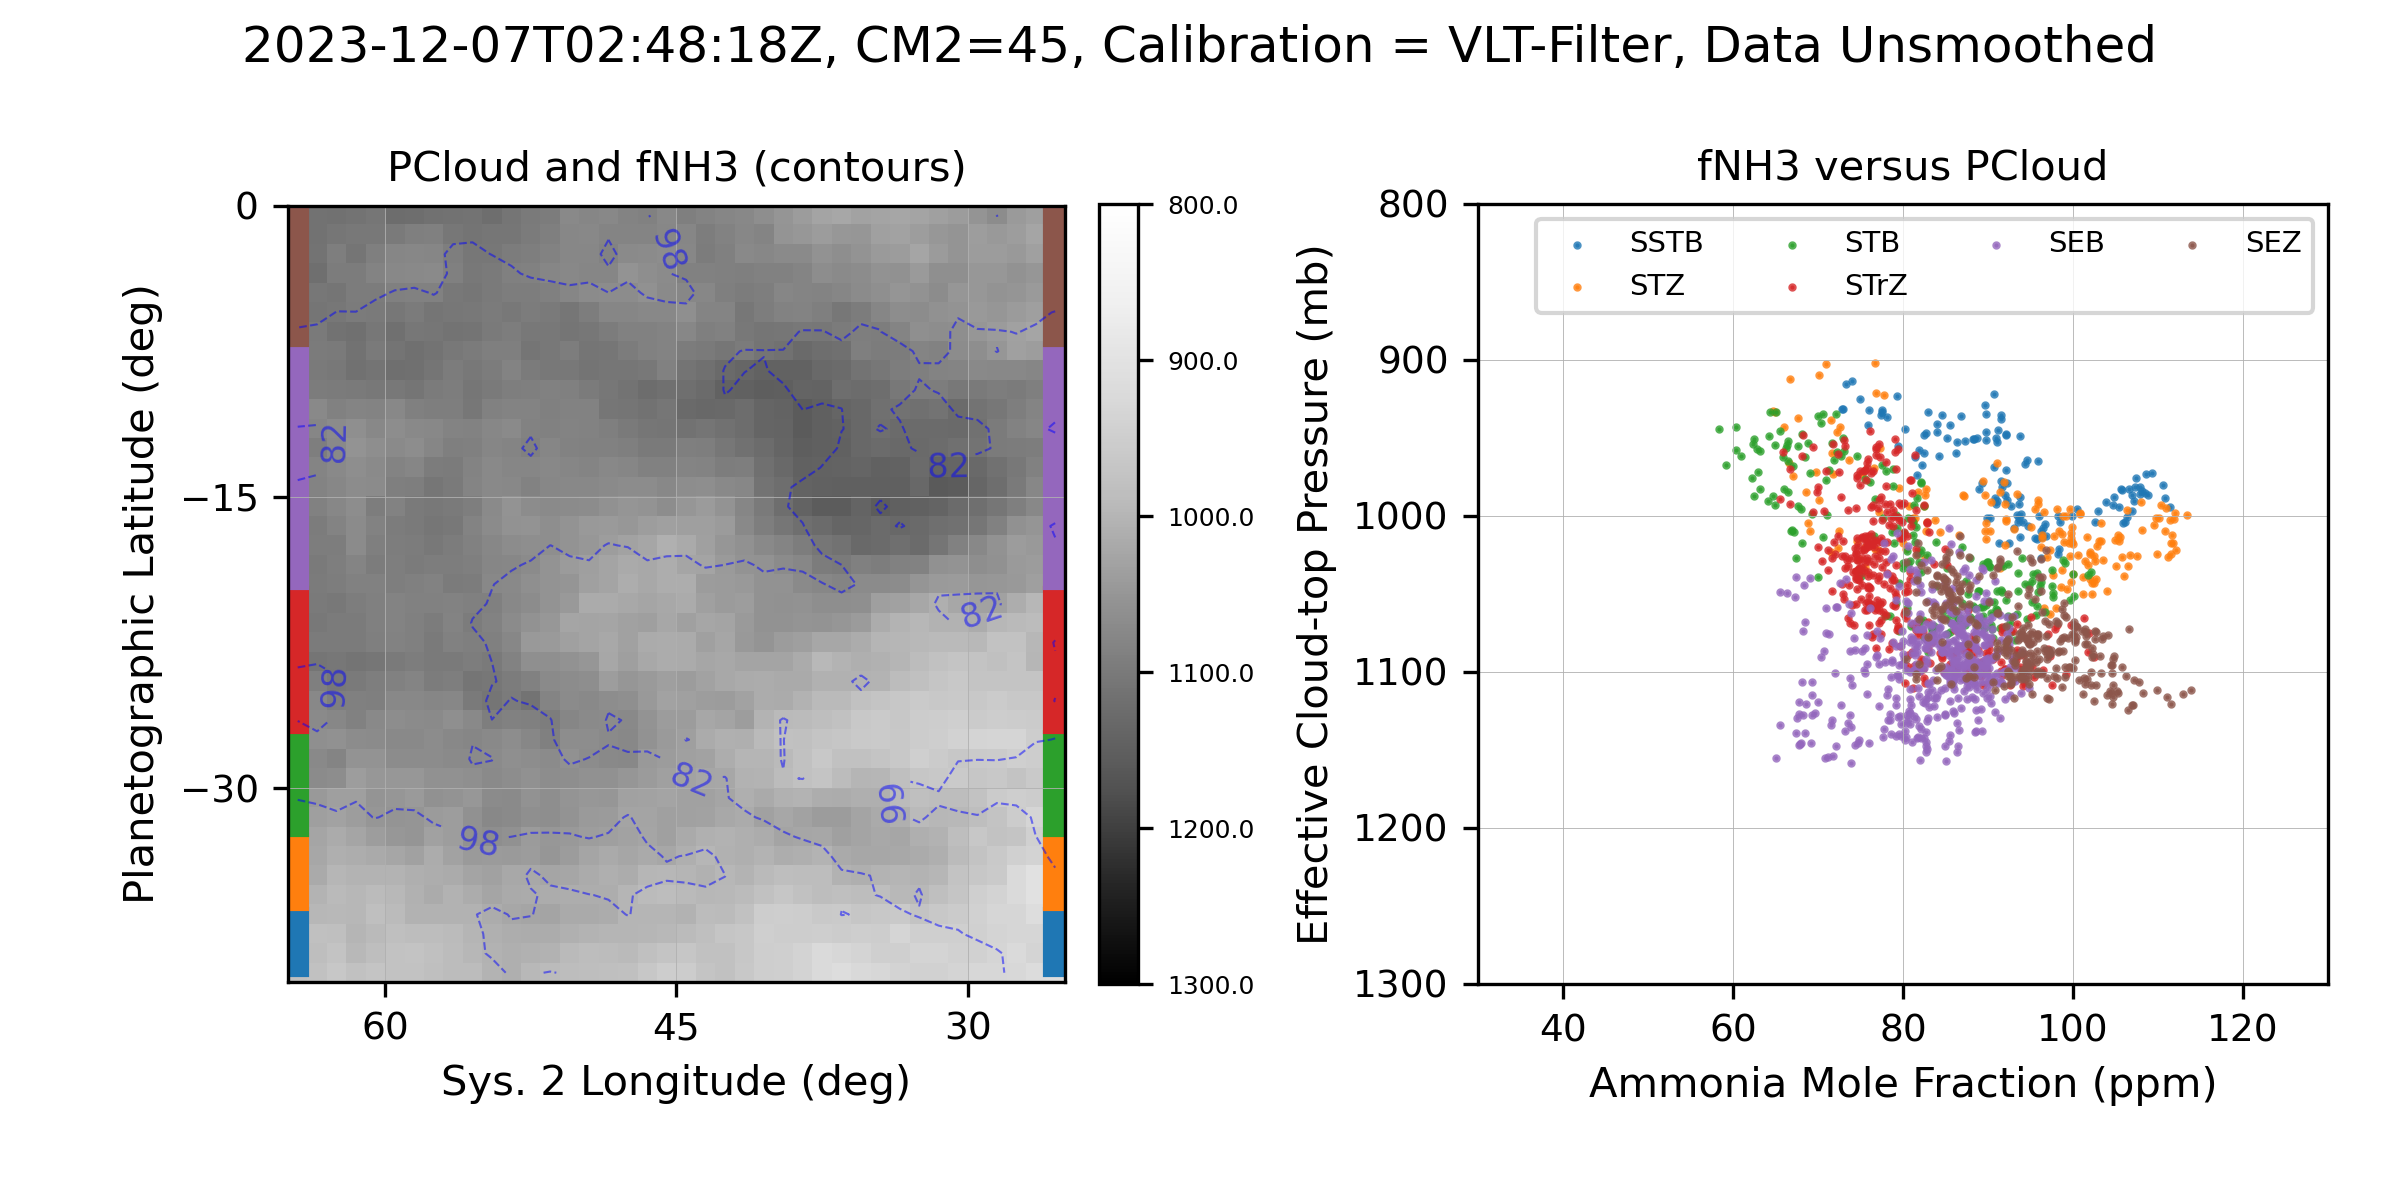 2023-12-07T02:48:18Z, CM2=45, Calibration = VLT-Filter, Data Unsmoothed
PCloud and fNH3 (contours)
Planetographic Latitude (deg)
0
−15
−30
98
82
82
82
98
82
66
98
60
45
30
Sys. 2 Longitude (deg)
800.0
900.0
1000.0
1100.0
1200.0
1300.0
fNH3 versus PCloud
Effective Cloud-top Pressure (mb)
800
900
1000
1100
1200
1300
SSTB
STB
SEB
SEZ
STZ
STrZ
40
60
80
100
120
Ammonia Mole Fraction (ppm)